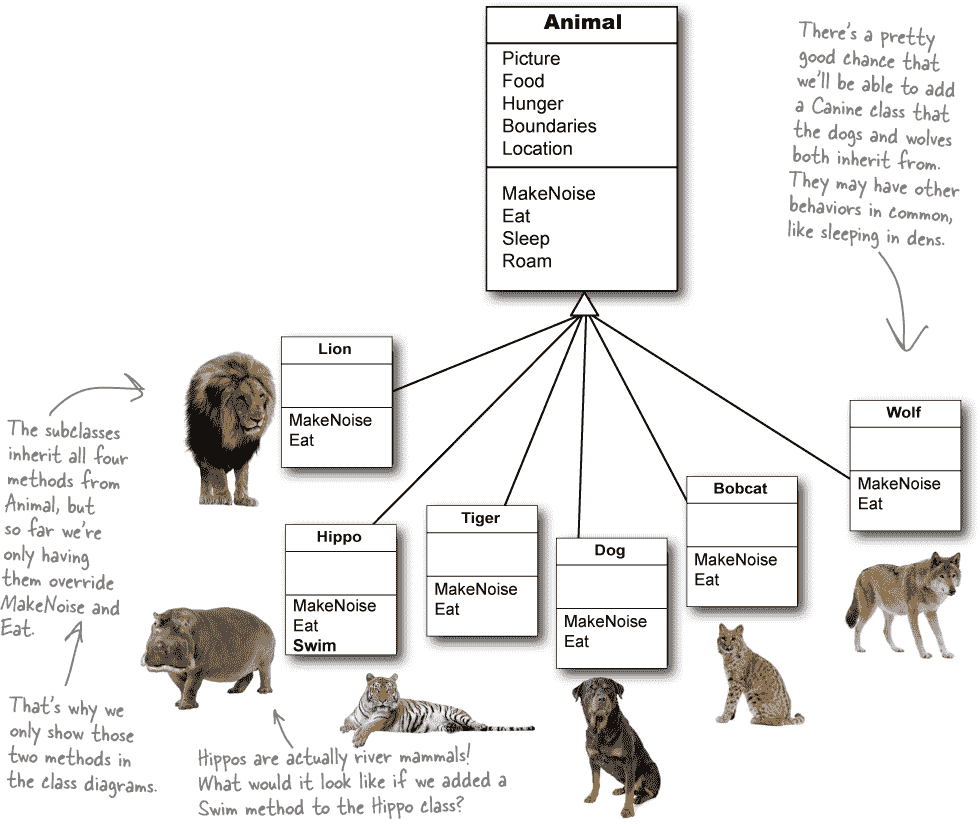 Animal
Picture
Food
Hunger
Boundaries
Location
MakeNoise
Eat
Sleep
Roam
There's a pretty
good chance that
we'll be able to add
a Canine class that
the dogs and wolves
both inherit from.
They may have other
behaviors in common,
like sleeping in dens.
Lion
MakeNoise
Eat
The subclasses
inherit all four
methods from
Animal, but
so far we're
only having
them override
MakeNoise and
Eat.
That's why we
only show those
two methods in
the class diagrams.
Hippo
MakeNoise
Eat
Swim
Hippos are actually river mammals!
What would it look like if we added a
Swim method to the Hippo class?
Tiger
MakeNoise
Eat
Dog
MakeNoise
Eat
Bobcat
MakeNoise
Eat
Wolf
MakeNoise
Eat